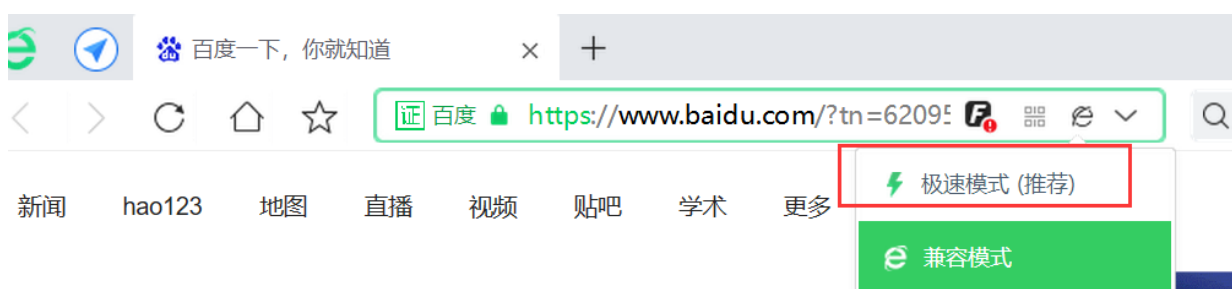 百度一下，你就知道
证 百度 https://www.baidu.com/?tn=62095
新闻 hao123 地图 直播 视频 贴吧 学术 更多
极速模式 (推荐)
兼容模式